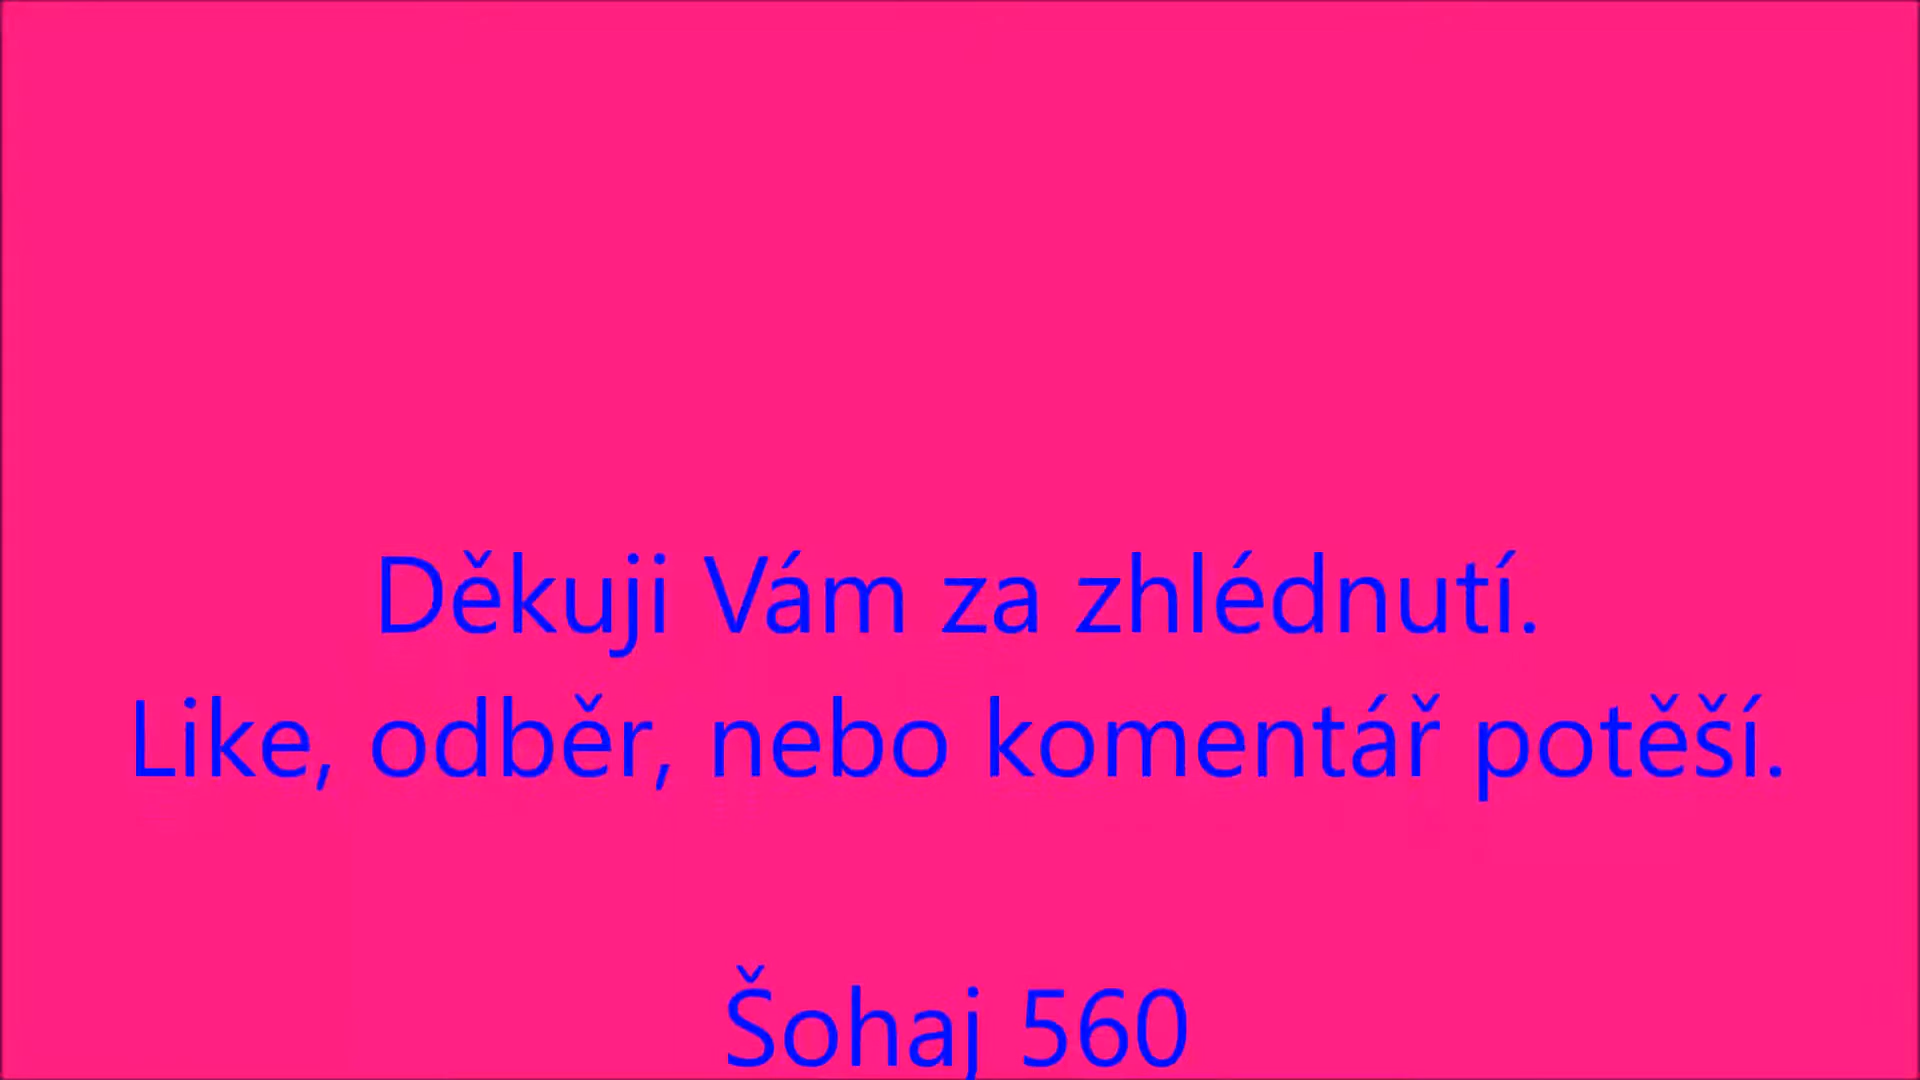 Děkuji Vám za zhlédnutí.
Like, odběr, nebo komentář potěší.
Šohaj 560